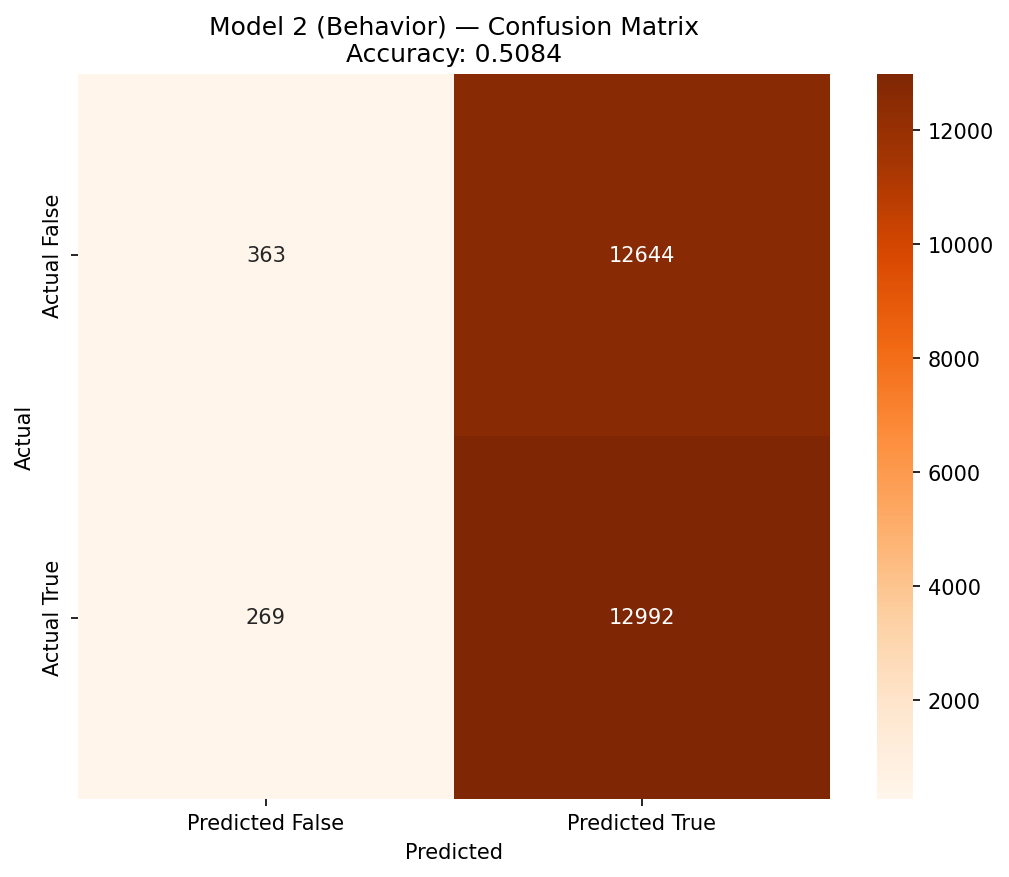 Model 2 (Behavior) — Confusion Matrix
Accuracy: 0.5084
Actual
Actual False
Actual True
363
12644
269
12992
Predicted False
Predicted True
Predicted
12000
10000
8000
6000
4000
2000